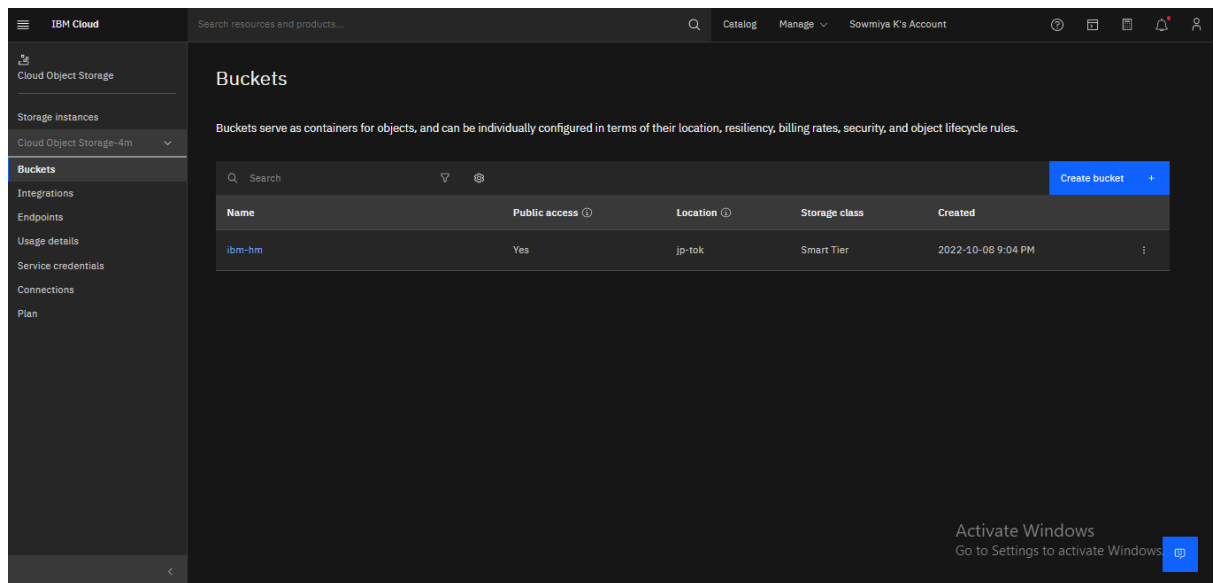 IBM Cloud
Search resources and products...
Catalog
Manage
Sowmiya K's Account
Cloud Object Storage
Storage instances
Cloud Object Storage-4m
Buckets
Integrations
Endpoints
Usage details
Service credentials
Connections
Plan
Buckets
Buckets serve as containers for objects, and can be individually configured in terms of their location, resiliency, billing rates, security, and object lifecycle rules.
Search
Create bucket +
Name Public access Location Storage class Created
ibm-hm Yes jp-tok Smart Tier 2022-10-08 9:04 PM
Activate Windows
Go to Settings to activate Windows.